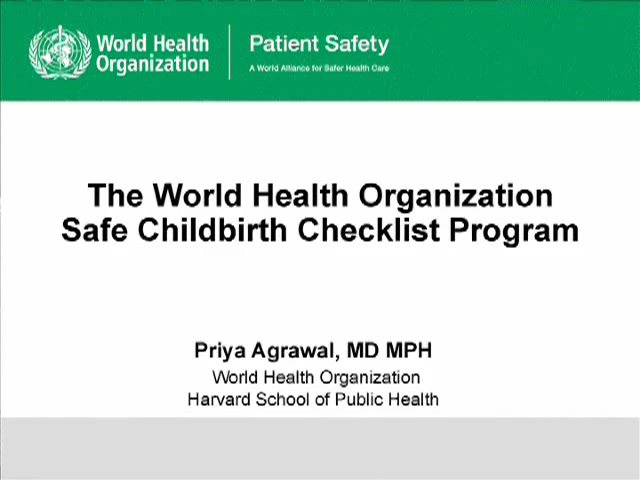 World Health
Organization
Patient Safety
A World Alliance for Safer Health Care
The World Health Organization
Safe Childbirth Checklist Program
Priya Agrawal, MD MPH
World Health Organization
Harvard School of Public Health